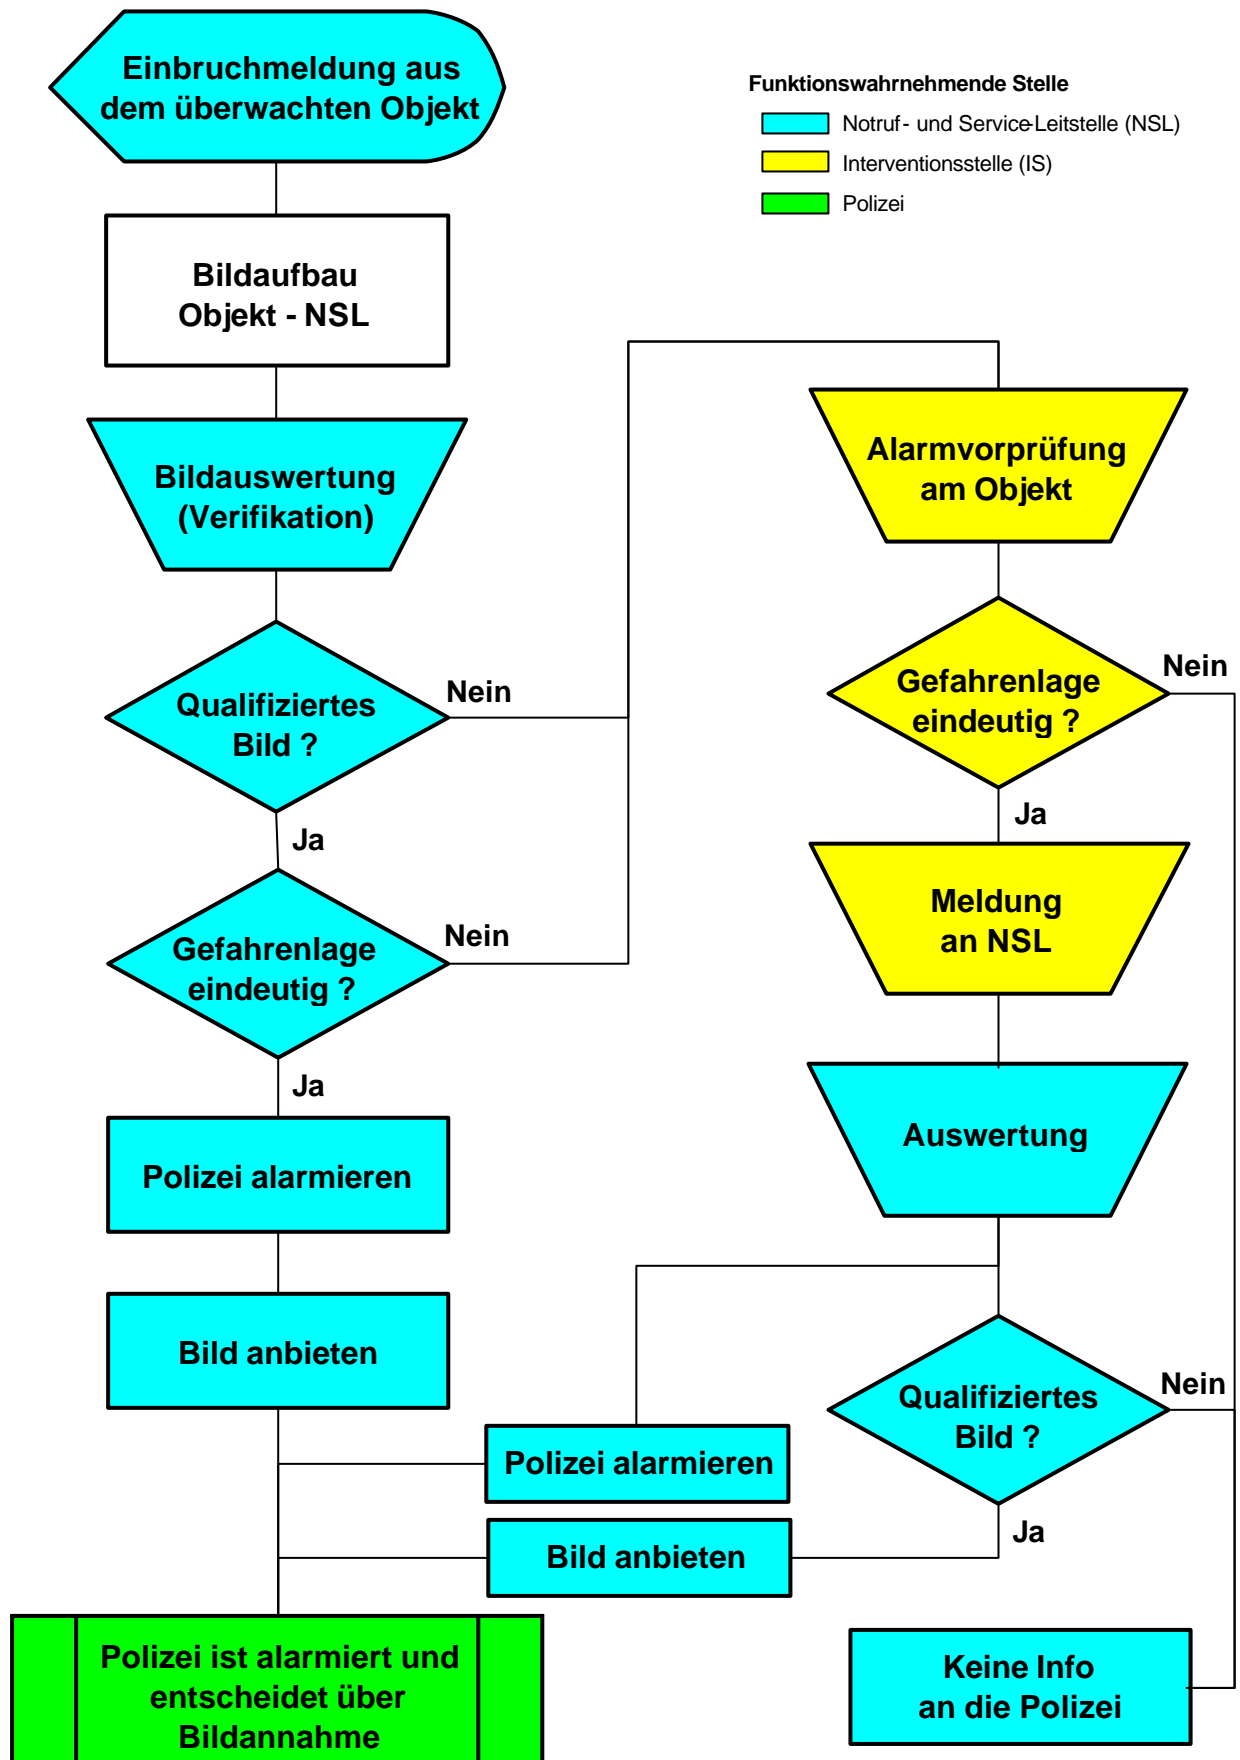 Einbruchmeldung aus
dem überwachten Objekt
Funktionswahrnehmende Stelle
Notruf- und Service-Leitstelle (NSL)
Interventionsstelle (IS)
Polizei
Bildaufbau
Objekt - NSL
Bildauswertung
(Verifikation)
Alarmvorprüfung
am Objekt
Qualifiziertes
Bild ?
Nein
Gefahrenlage
eindeutig ?
Nein
Ja
Ja
Gefahrenlage
eindeutig ?
Nein
Meldung
an NSL
Ja
Polizei alarmieren
Auswertung
Bild anbieten
Qualifiziertes
Bild ?
Nein
Polizei alarmieren
Ja
Bild anbieten
Polizei ist alarmiert und
entscheidet über
Bildannahme
Keine Info
an die Polizei